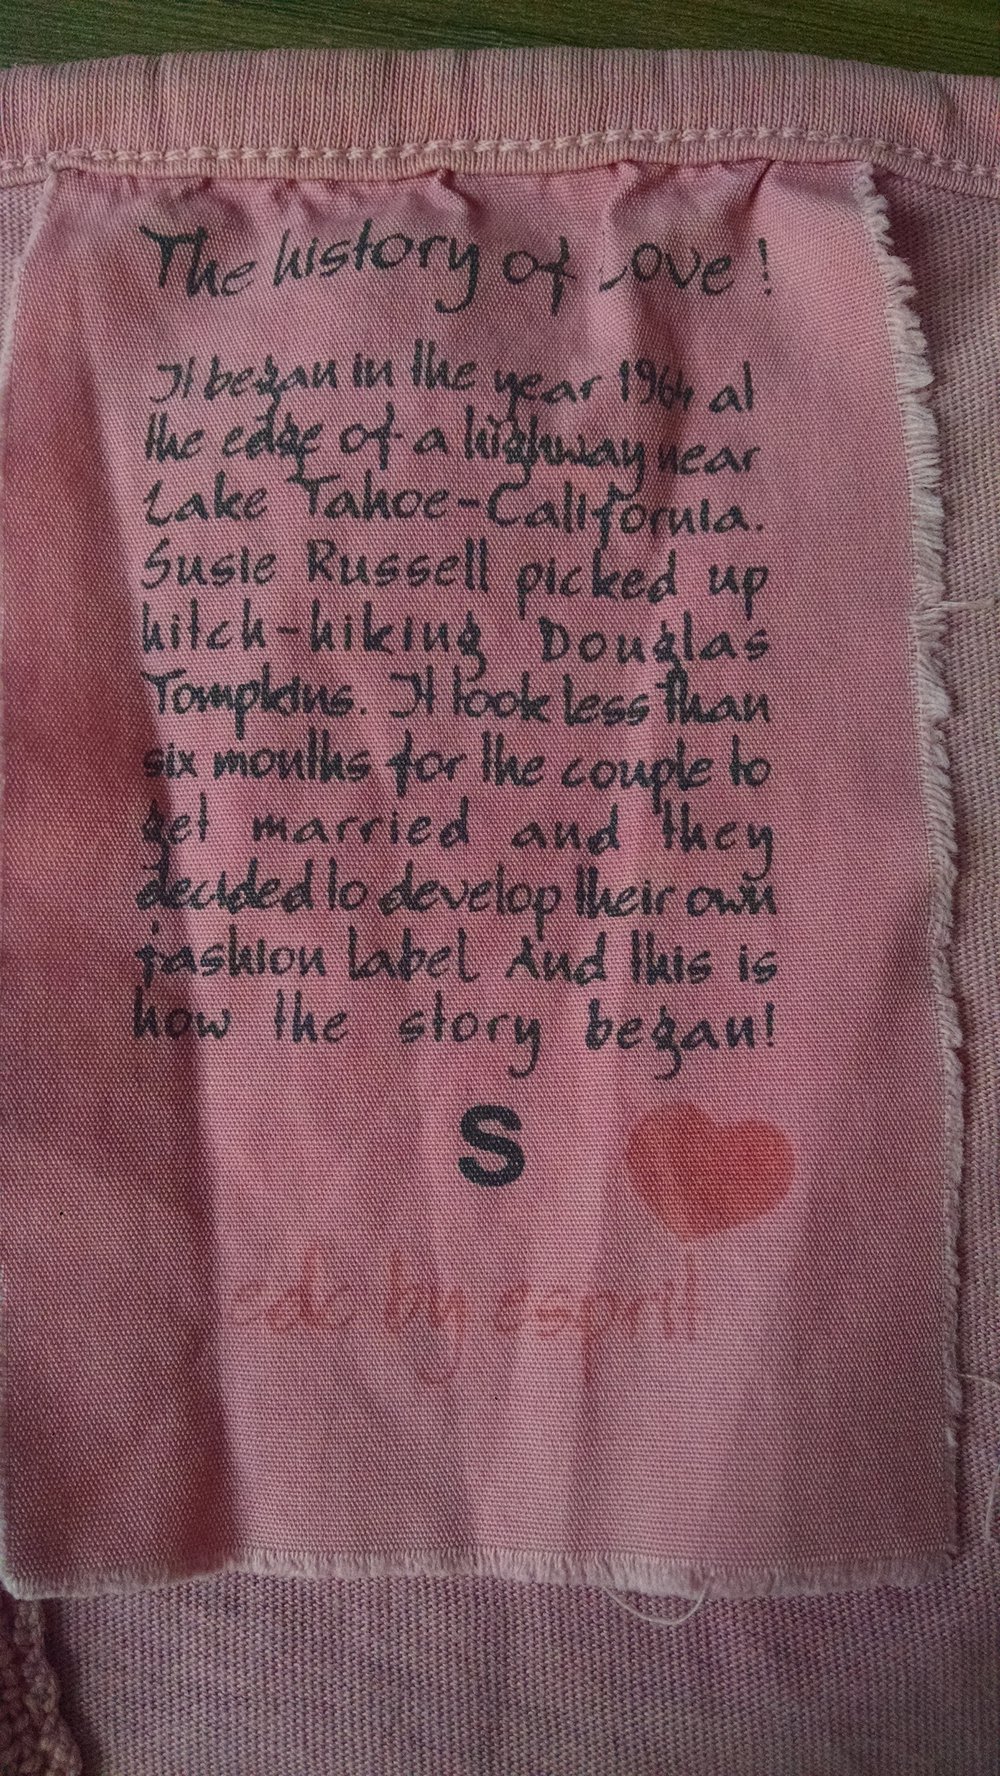 The history of Love!
It began in the year 1964 at
the edge of a highway near
Lake Tahoe-California.
Susie Russell picked up
hitch-hiking Douglas
Tompkins. It took less than
six months for the couple to
get married and they
decided to develop their own
fashion label. And this is
how the story began!
S
edc by esprit